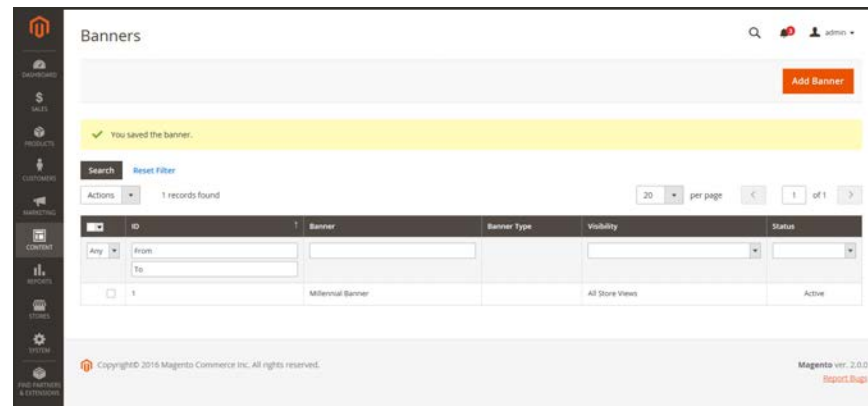 Banners
3
admin
DASHBOARD
SALES
PRODUCTS
CUSTOMERS
MARKETING
CONTENT
REPORTS
STORES
SYSTEM
FIND PARTNERS
& EXTENSIONS
Add Banner
You saved the banner.
Search Reset Filter
Actions 1 records found 20 per page 1 of 1
ID Banner Banner Type Visibility Status
Any From
To
1 Millennial Banner All Store Views Active
Copyright© 2016 Magento Commerce Inc. All rights reserved. Magento ver. 2.0.0
Report Bugs